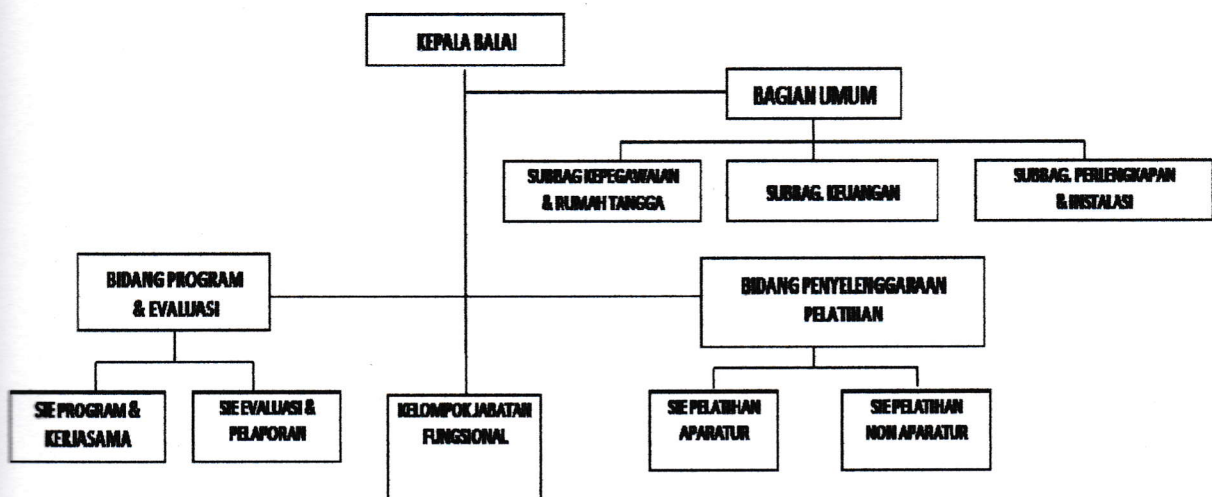 KEPALA BALAI
BAGIAN UMUM
SUBBAG KEPEGAWAIAN
& RUMAH TANGGA
SUBBAG. KEUANGAN
SUBBAG. PERLENGKAPAN
& INSTALASI
BIDANG PROGRAM
& EVALUASI
BIDANG PENYELENGGARAAN
PELATIHAN
SIE PROGRAM &
KERJASAMA
SIE EVALUASI &
PELAPORAN
KELOMPOK JABATAN
FUNGSIONAL
SIE PELATIHAN
APARATUR
SIE PELATIHAN
NON APARATUR